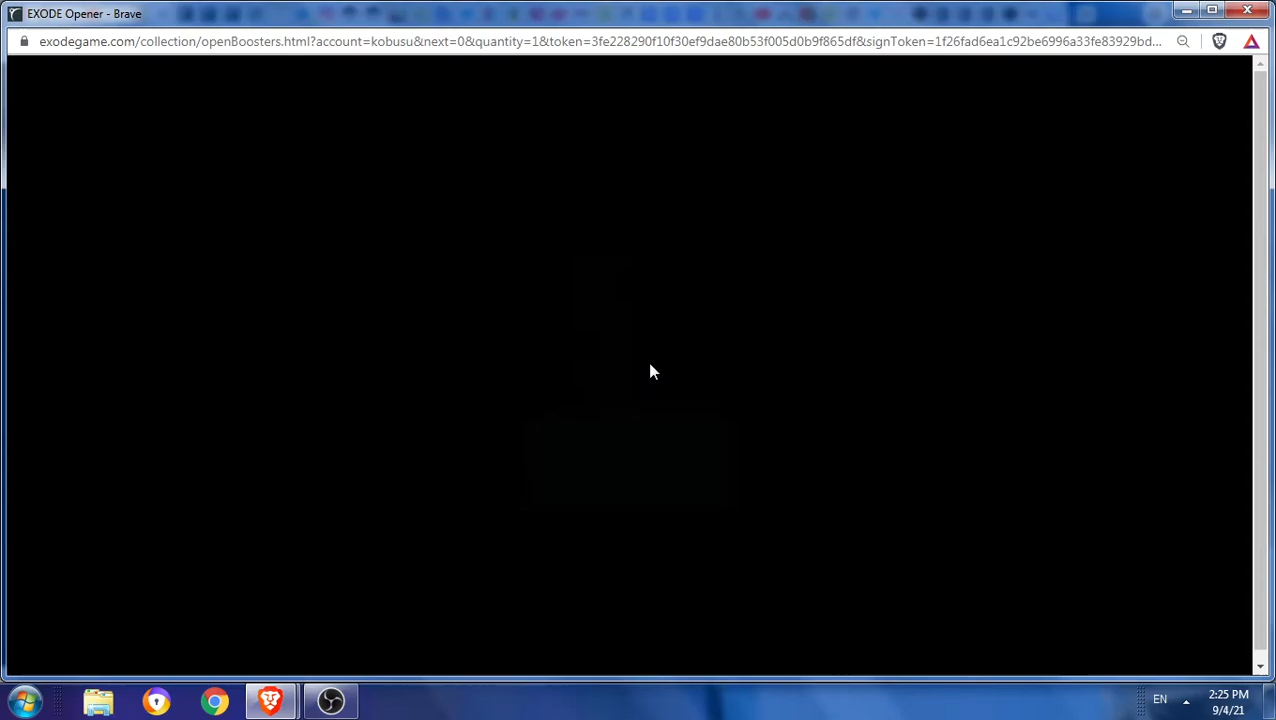 EXODE Opener - Brave
exodegame.com/collection/openBoosters.html?account=kobusu&next=0&quantity=1&token=3fe228290f10f30ef9dae80b53f005d0b9f865df&signToken=1f26fad6ea1c92be6996a33fe83929bd...
EN
2:25 PM
9/4/21